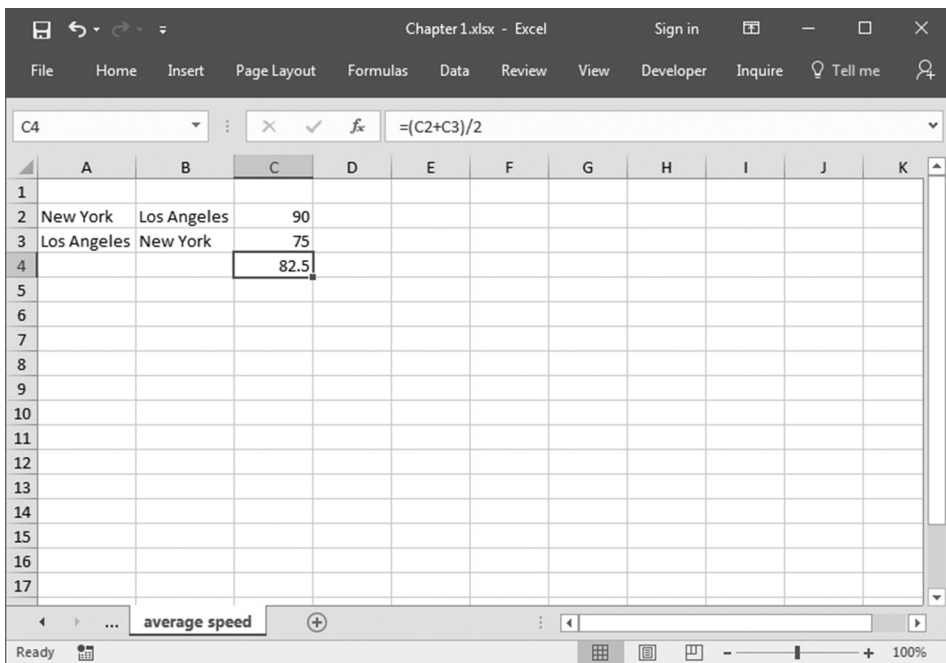 Chapter 1.xlsx - Excel Sign in
File Home Insert Page Layout Formulas Data Review View Developer Inquire Tell me
C4 fx =(C2+C3)/2
A B C D E F G H I J K
1
2 New York Los Angeles 90
3 Los Angeles New York 75
4 82.5
5
6
7
8
9
10
11
12
13
14
15
16
17
... average speed
Ready 100%